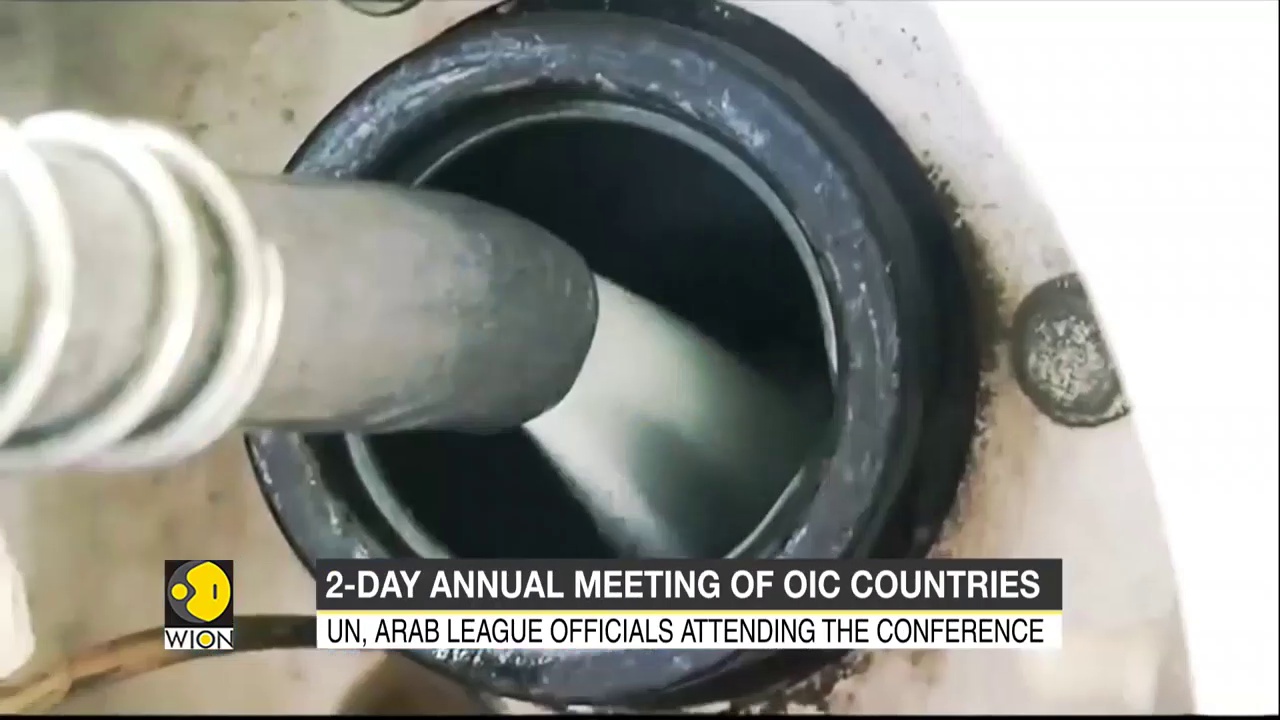 2-DAY ANNUAL MEETING OF OIC COUNTRIES
WION
UN, ARAB LEAGUE OFFICIALS ATTENDING THE CONFERENCE